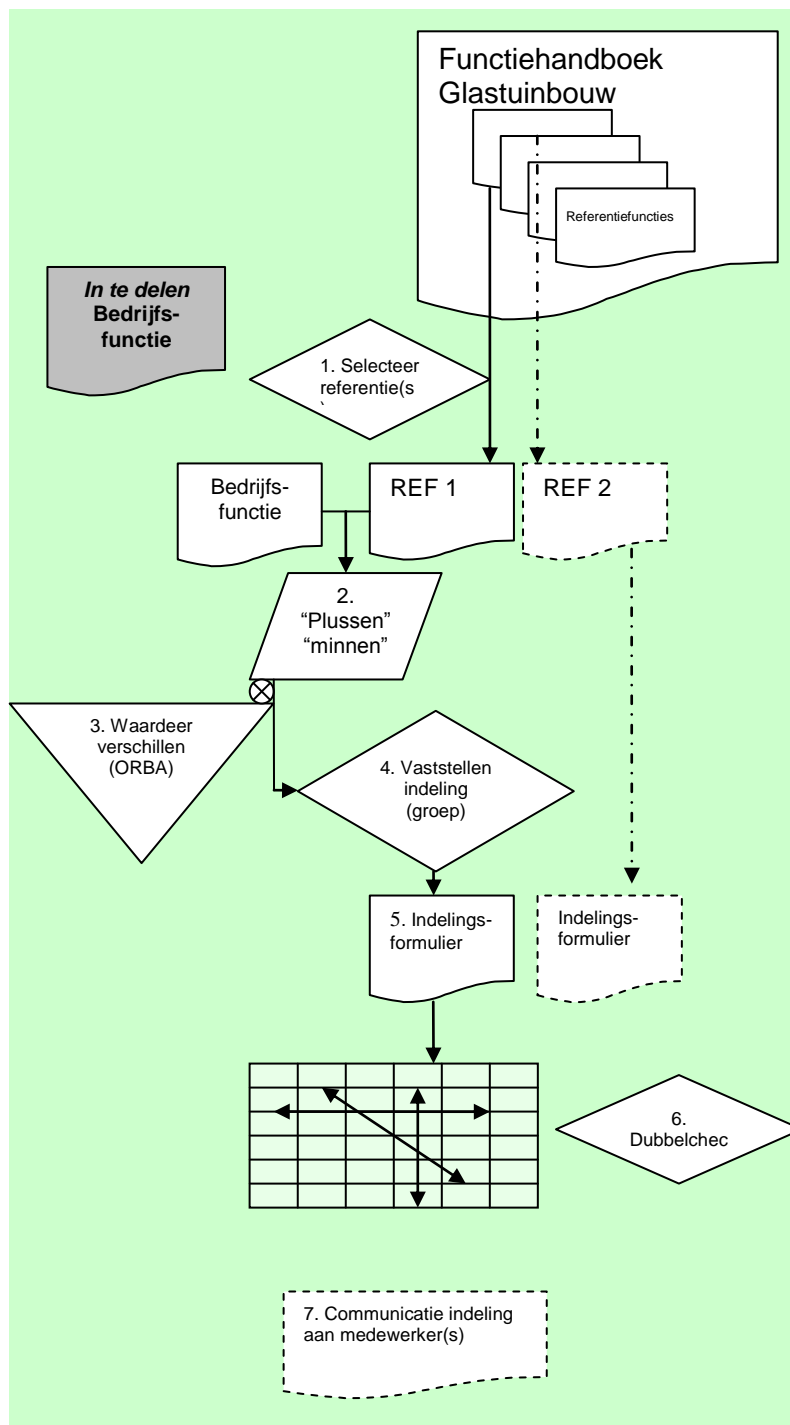 Functiehandboek
Glastuinbouw
Referentiefuncties
In te delen
Bedrijfs-
functie
1. Selecteer
referentie(s
Bedrijfs-
functie
REF 1
REF 2
2.
“Plussen”
“minnen”
3. Waardeer
verschillen
(ORBA)
4. Vaststellen
indeling
(groep)
5. Indelings-
formulier
Indelings-
formulier
6.
Dubbelchec
7. Communicatie indeling
aan medewerker(s)